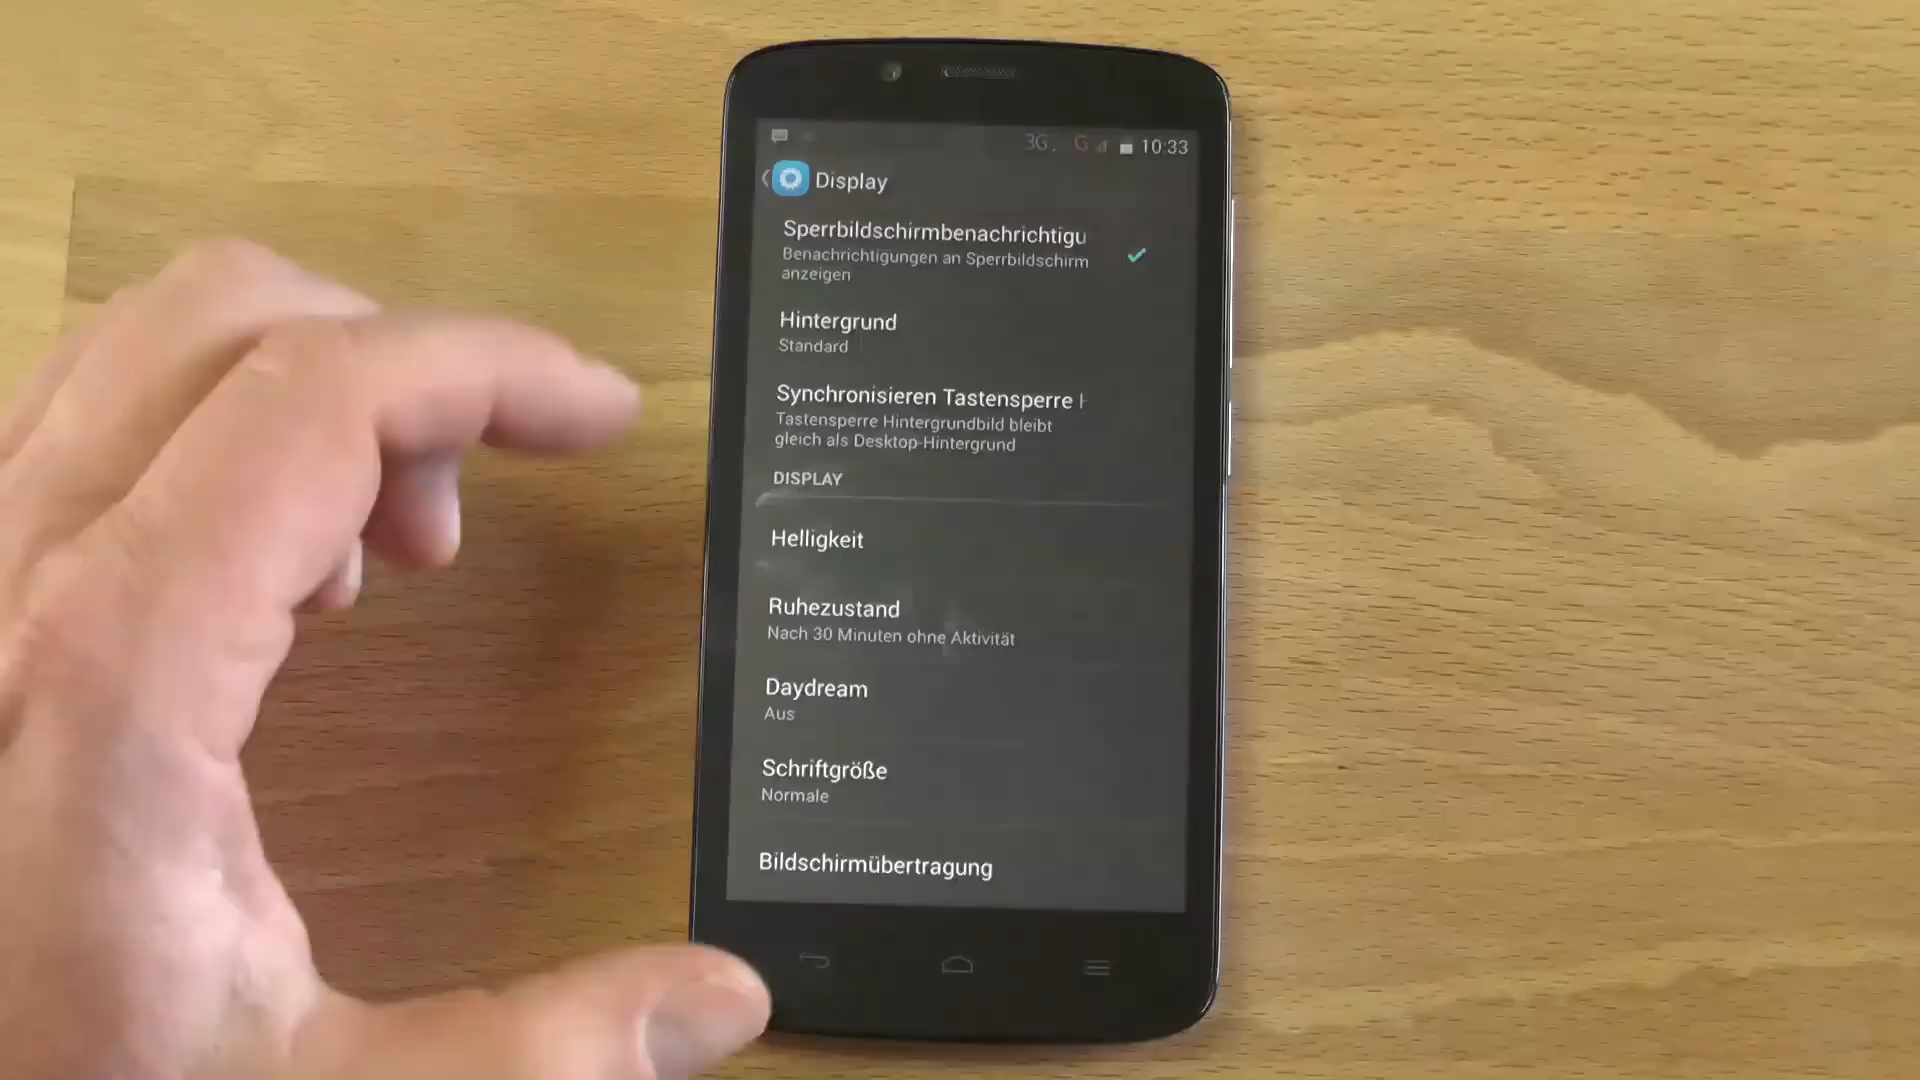 3G G 10:33
Display
Sperrbildschirmbenachrichtigu
Benachrichtigungen an Sperrbildschirm
anzeigen
Hintergrund
Standard
Synchronisieren Tastensperre H
Tastensperre Hintergrundbild bleibt
gleich als Desktop-Hintergrund
DISPLAY
Helligkeit
Ruhezustand
Nach 30 Minuten ohne Aktivität
Daydream
Aus
Schriftgröße
Normale
Bildschirmübertragung